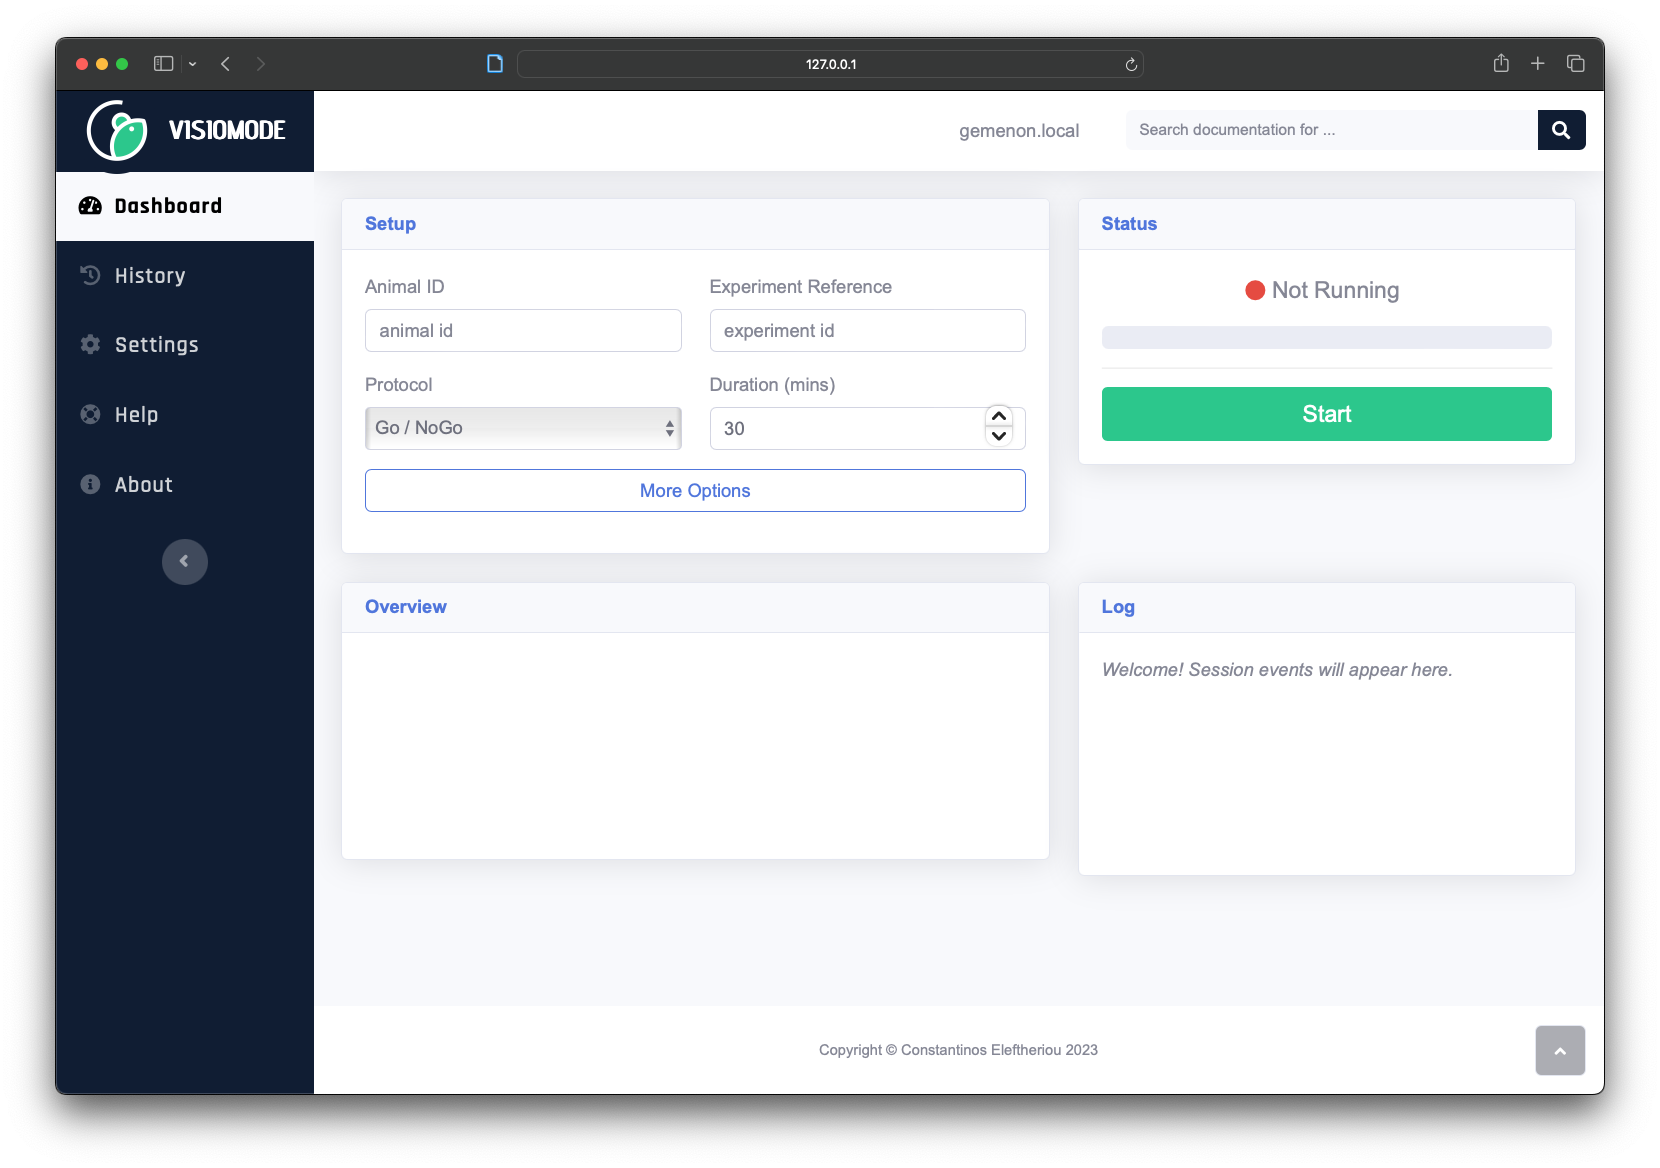 127.0.0.1
VISIOMODE
gemenon.local
Search documentation for ...
Dashboard
History
Settings
Help
About
Setup
Animal ID
Experiment Reference
animal id
experiment id
Protocol
Duration (mins)
Go / NoGo
30
More Options
Status
Not Running
Start
Overview
Log
Welcome! Session events will appear here.
Copyright © Constantinos Eleftheriou 2023